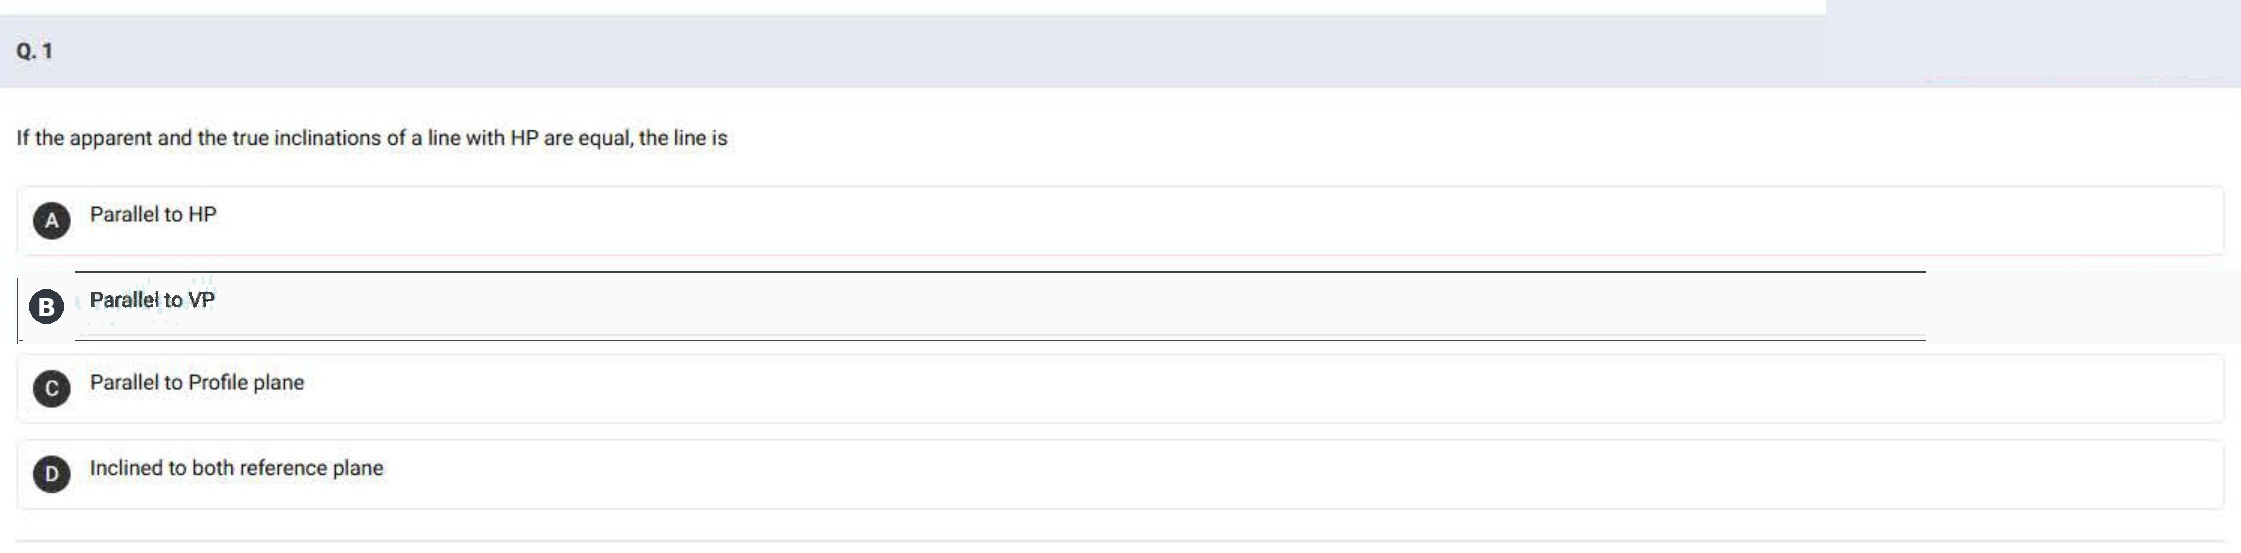 Q. 1
If the apparent and the true inclinations of a line with HP are equal, the line is
A Parallel to HP
B Parallel to VP
C Parallel to Profile plane
D Inclined to both reference plane